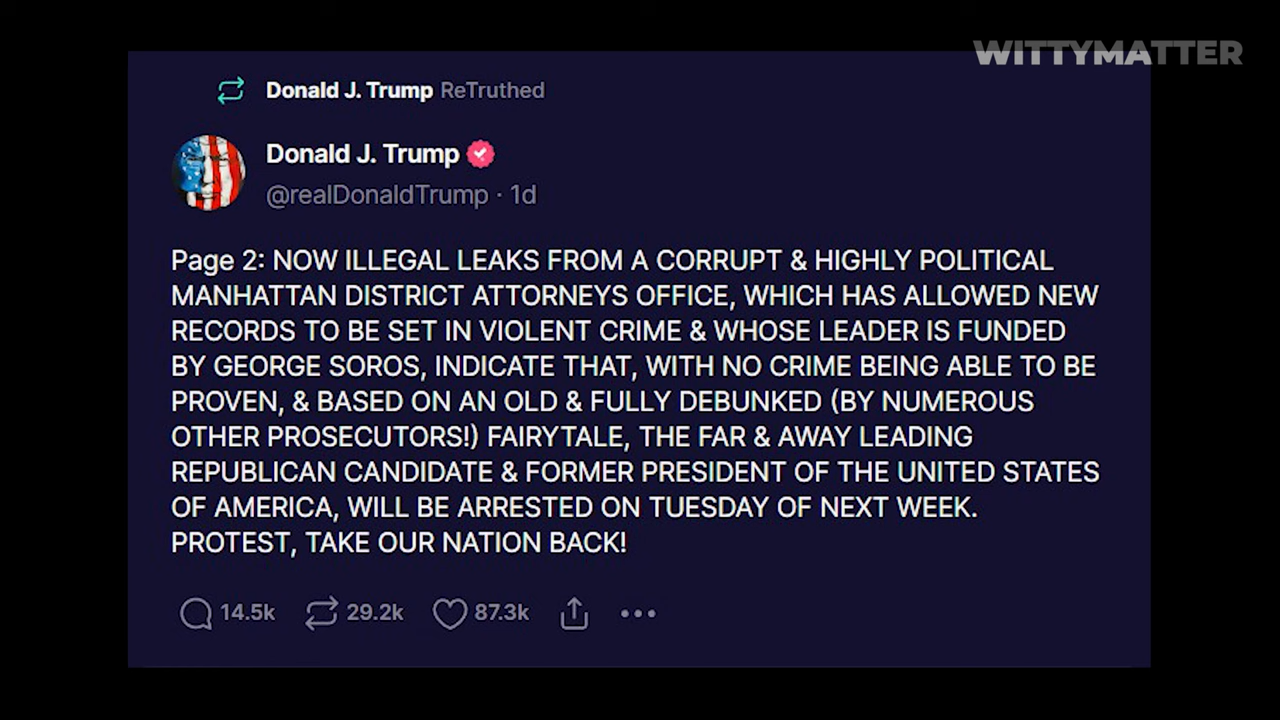 WITTYMATTER
Donald J. Trump ReTruthed
Donald J. Trump
@realDonaldTrump · 1d
Page 2: NOW ILLEGAL LEAKS FROM A CORRUPT & HIGHLY POLITICAL
MANHATTAN DISTRICT ATTORNEYS OFFICE, WHICH HAS ALLOWED NEW
RECORDS TO BE SET IN VIOLENT CRIME & WHOSE LEADER IS FUNDED
BY GEORGE SOROS, INDICATE THAT, WITH NO CRIME BEING ABLE TO BE
PROVEN, & BASED ON AN OLD & FULLY DEBUNKED (BY NUMEROUS
OTHER PROSECUTORS!) FAIRYTALE, THE FAR & AWAY LEADING
REPUBLICAN CANDIDATE & FORMER PRESIDENT OF THE UNITED STATES
OF AMERICA, WILL BE ARRESTED ON TUESDAY OF NEXT WEEK.
PROTEST, TAKE OUR NATION BACK!
14.5k 29.2k 87.3k